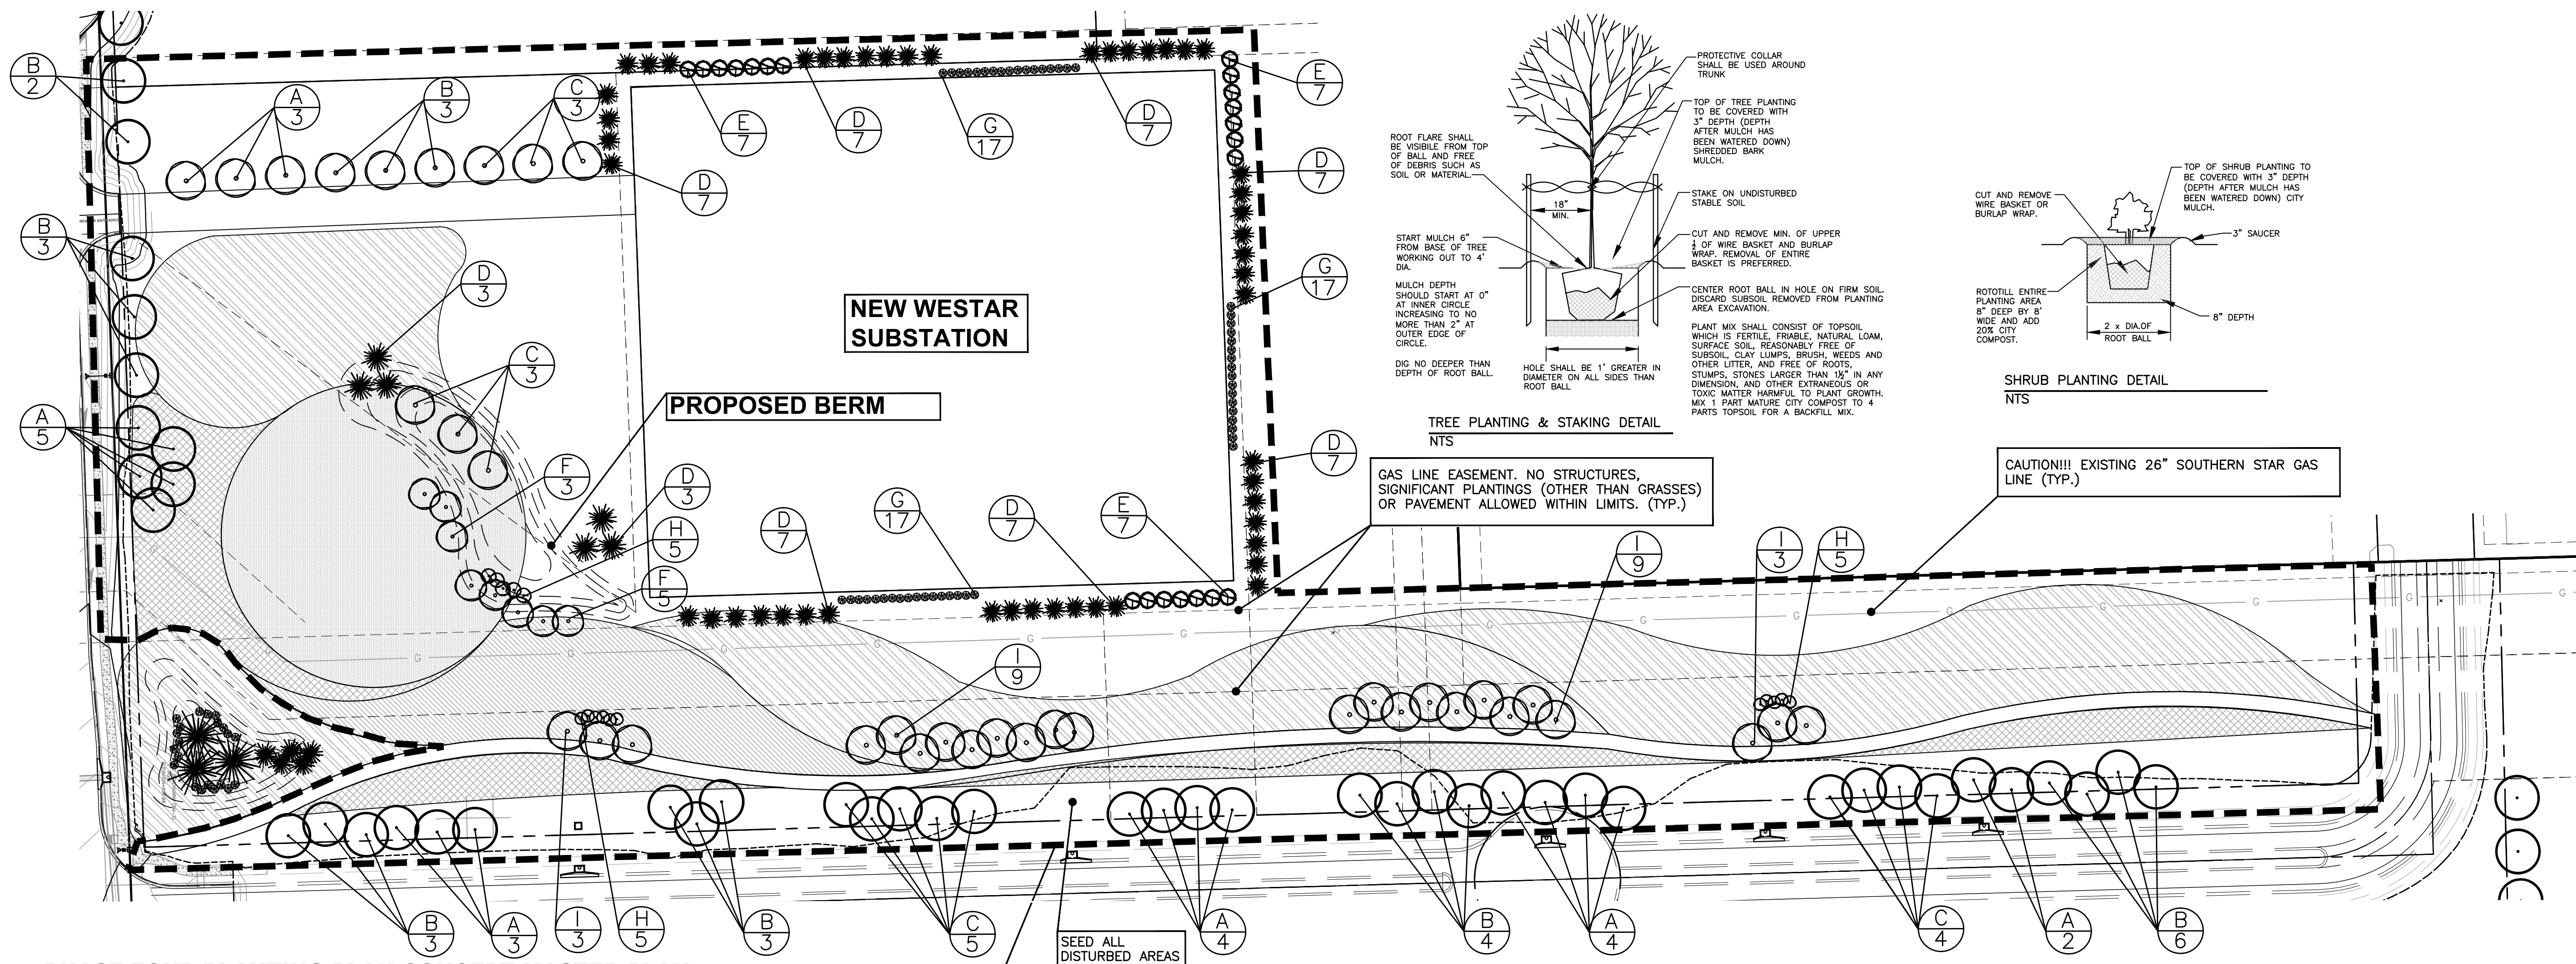 B
2
A
3
B
3
C
3
E
7
D
7
G
17
D
7
E
7
D
7
D
7
B
3
D
3
G
17
NEW WESTAR
SUBSTATION
C
3
PROPOSED BERM
A
5
F
3
D
3
D
7
H
5
D
7
G
17
D
7
E
7
F
5
PROTECTIVE COLLAR
SHALL BE USED AROUND
TRUNK
TOP OF TREE PLANTING
TO BE COVERED WITH
3" DEPTH (DEPTH
AFTER MULCH HAS
BEEN WATERED DOWN)
SHREDDED BARK
MULCH.
ROOT FLARE SHALL
BE VISIBILE FROM TOP
OF BALL AND FREE
OF DEBRIS SUCH AS
SOIL OR MATERIAL.
18"
MIN.
STAKE ON UNDISTURBED
STABLE SOIL
START MULCH 6"
FROM BASE OF TREE
WORKING OUT TO 4'
DIA.
CUT AND REMOVE MIN. OF UPPER
OF WIRE BASKET AND BURLAP
WRAP. REMOVAL OF ENTIRE
BASKET IS PREFERED.
MULCH DEPTH
SHOULD START AT 0"
AT INNER CIRCLE
INCREASING TO NO
MORE THAN 2" AT
OUTER EDGE OF
CIRCLE.
CENTER ROOT BALL IN HOLE ON FIRM SOIL.
DISCARD SUBSOIL REMOVED FROM PLANTING
AREA EXCAVATION.
DIG NO DEEPER THAN
DEPTH OF ROOT BALL.
HOLE SHALL BE 1' GREATER IN
DIAMETER ON ALL SIDES THAN
ROOT BALL
PLANT MIX SHALL CONSIST OF TOPSOIL
WHICH IS FERTILE, FRIABLE, NATURAL LOAM,
SURFACE SOIL, REASONABLY FREE OF
SUBSOIL, CLAY LUMPS, BRUSH, WEEDS AND
OTHER LITTER, AND FREE OF ROOTS,
STUMPS, STONES LARGER THAN 1½" IN ANY
DIMENSION, AND OTHER EXTRANEOUS OR
TOXIC MATTER HARMFUL TO PLANT GROWTH.
MIX 1 PART MATURE CITY COMPOST TO 4
PARTS TOPSOIL FOR A BACKFILL MIX.
TREE PLANTING & STAKING DETAIL
NTS
CUT AND REMOVE
WIRE BASKET OR
BURLAP WRAP.
TOP OF SHRUB PLANTING TO
BE COVERED WITH 3" DEPTH
(DEPTH AFTER MULCH HAS
BEEN WATERED DOWN) CITY
MULCH.
3" SAUCER
ROTOTILL ENTIRE
PLANTING AREA
8" DEEP BY 8'
WIDE AND ADD
20% CITY
COMPOST.
8" DEPTH
2 x DIA.OF
ROOT BALL
SHRUB PLANTING DETAIL
NTS
GAS LINE EASEMENT. NO STRUCTURES,
SIGNIFICANT PLANTINGS (OTHER THAN GRASSES)
OR PAVEMENT ALLOWED WITHIN LIMITS. (TYP.)
CAUTION!!! EXISTING 26" SOUTHERN STAR GAS
LINE (TYP.)
I
9
I
3
H
5
I
9
G
G
G
G
G
G
G
G
G
G
G
G
G
G
B
3
A
3
I
3
H
5
B
3
C
5
A
4
B
4
A
4
C
4
A
2
B
6
SEED ALL
DISTURBED AREAS